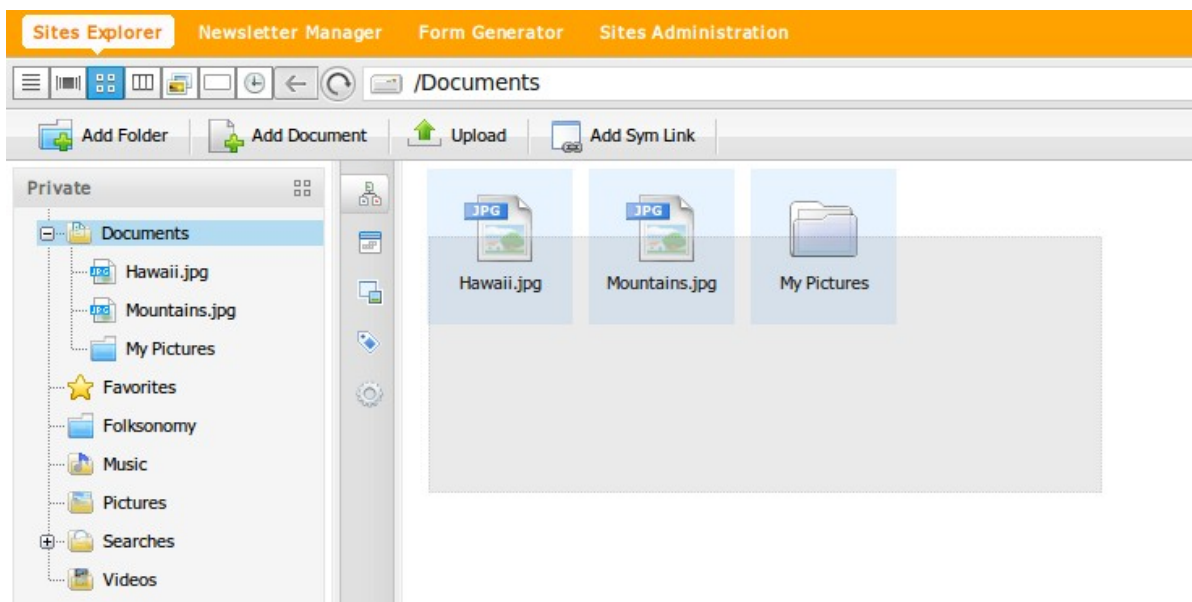 Sites Explorer Newsletter Manager Form Generator Sites Administration
/Documents
Add Folder Add Document Upload Add Sym Link
Private
Documents
Hawaii.jpg
Mountains.jpg
My Pictures
Favorites
Folksonomy
Music
Pictures
Searches
Videos
JPG JPG
Hawaii.jpg Mountains.jpg My Pictures